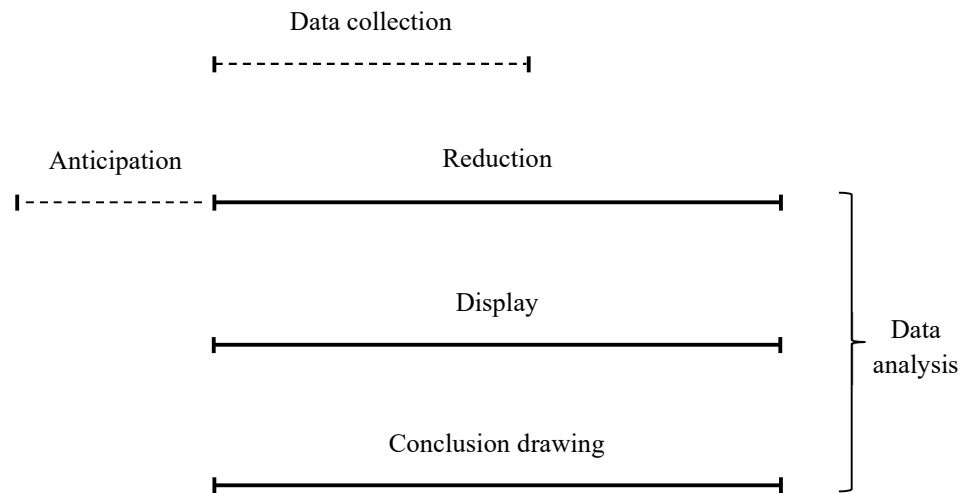 Data collection
Anticipation
Reduction
Display
Data
analysis
Conclusion drawing